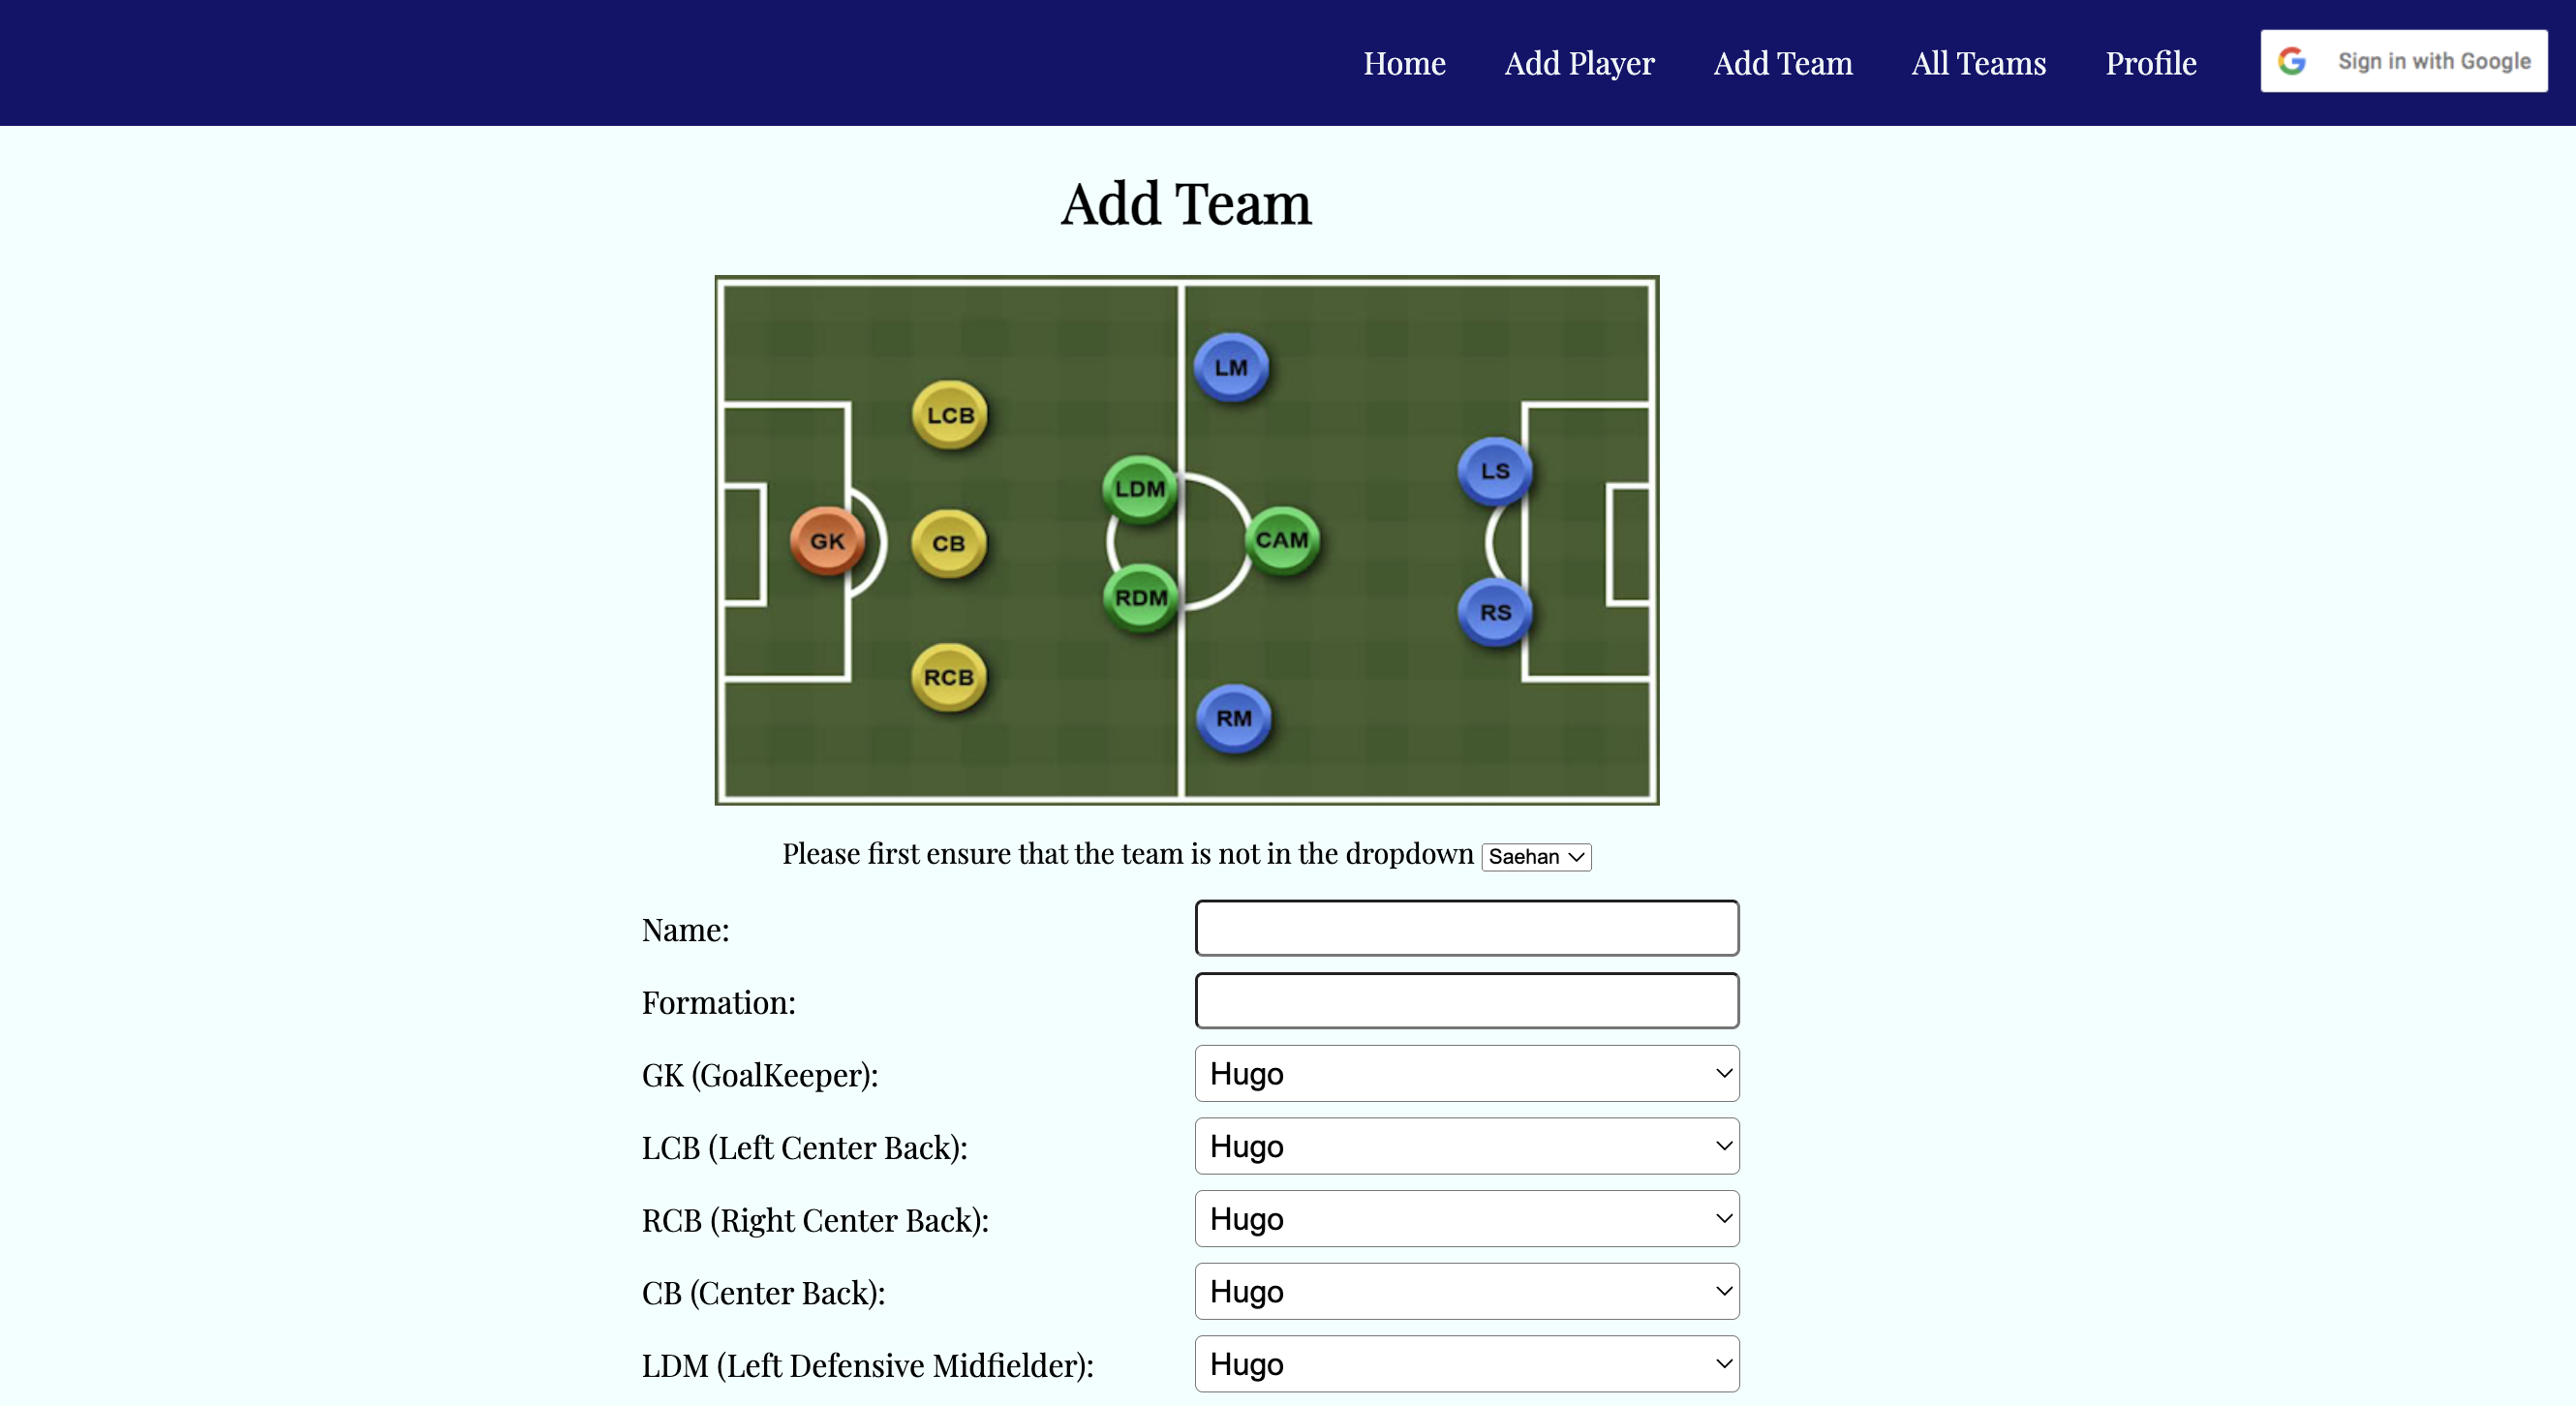 Home Add Player Add Team All Teams Profile Sign in with Google
Add Team
LM
LCB
LS
LDM
GK CB CAM
RDM
RS
RCB
RM
Please first ensure that the team is not in the dropdown Saehan
Name:
Formation:
GK (GoalKeeper): Hugo
LCB (Left Center Back): Hugo
RCB (Right Center Back): Hugo
CB (Center Back): Hugo
LDM (Left Defensive Midfielder): Hugo